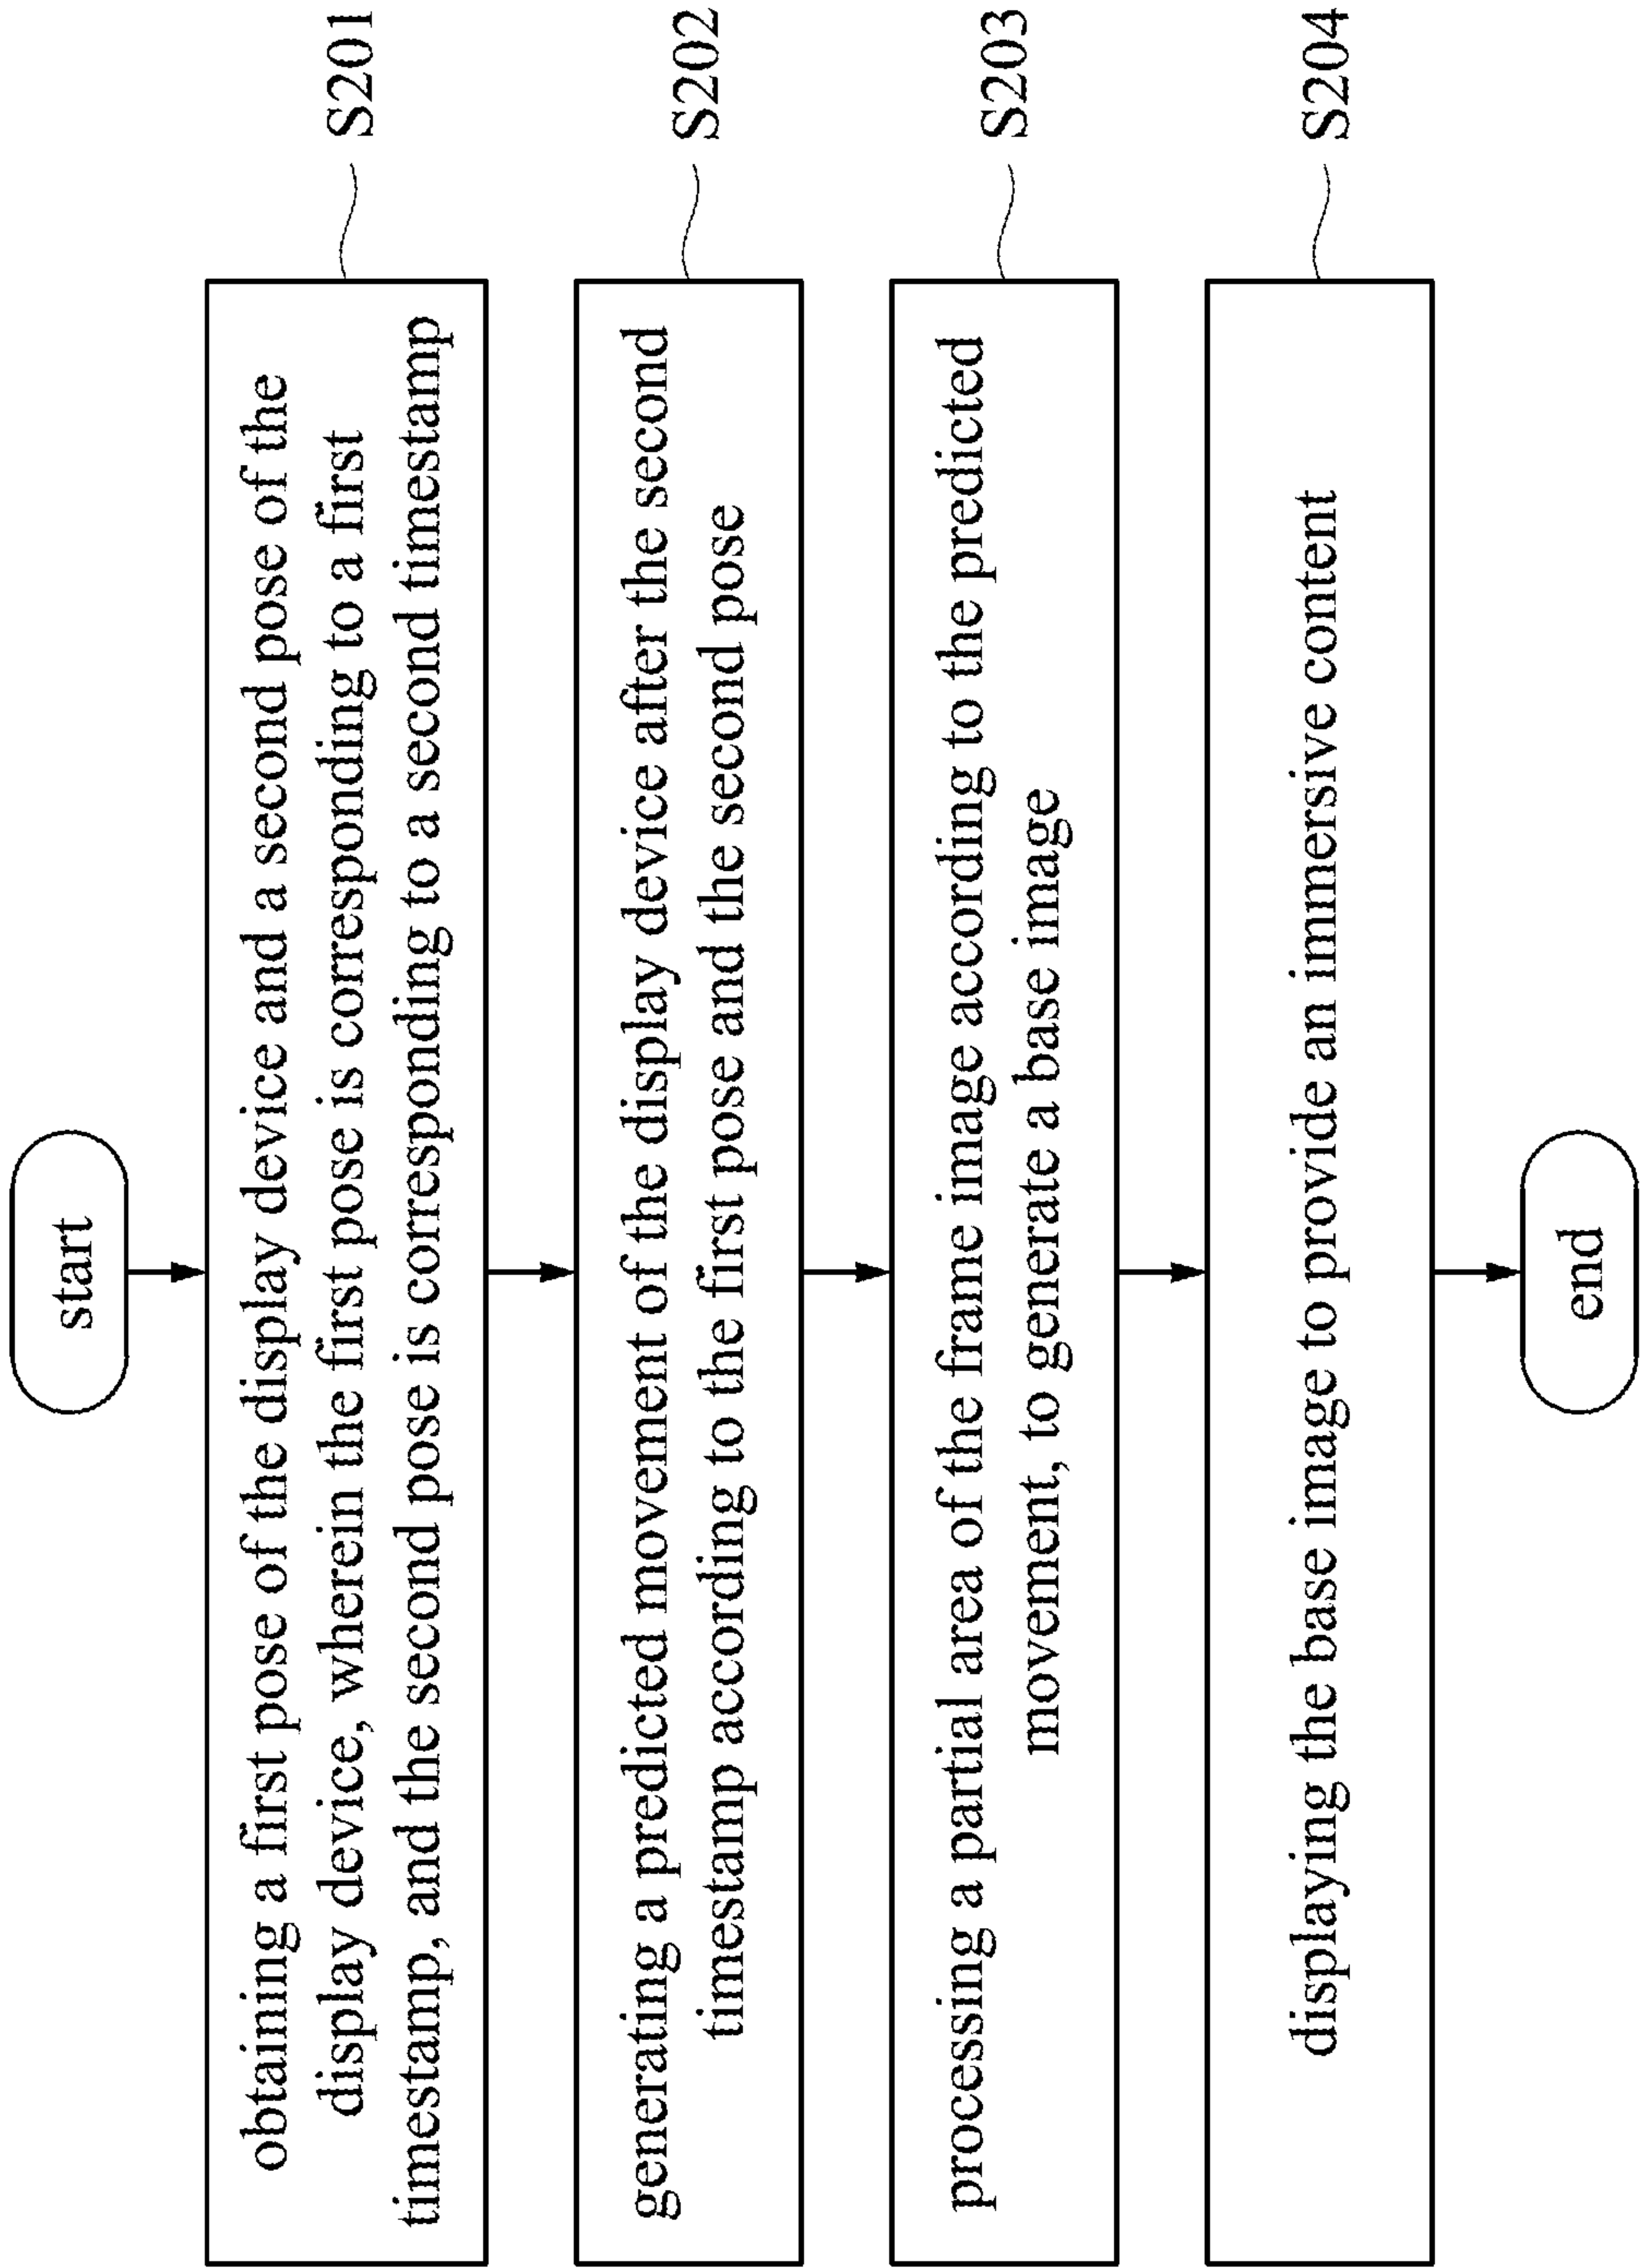 start
obtaining a first pose of the display device and a second pose of the
display device, wherein the first pose is corresponding to a first
timestamp, and the second pose is corresponding to a second timestamp
S201
generating a predicted movement of the display device after the second
timestamp according to the first pose and the second pose
S202
processing a partial area of the frame image according to the predicted
movement, to generate a base image
S203
displaying the base image to provide an immersive content
S204
end